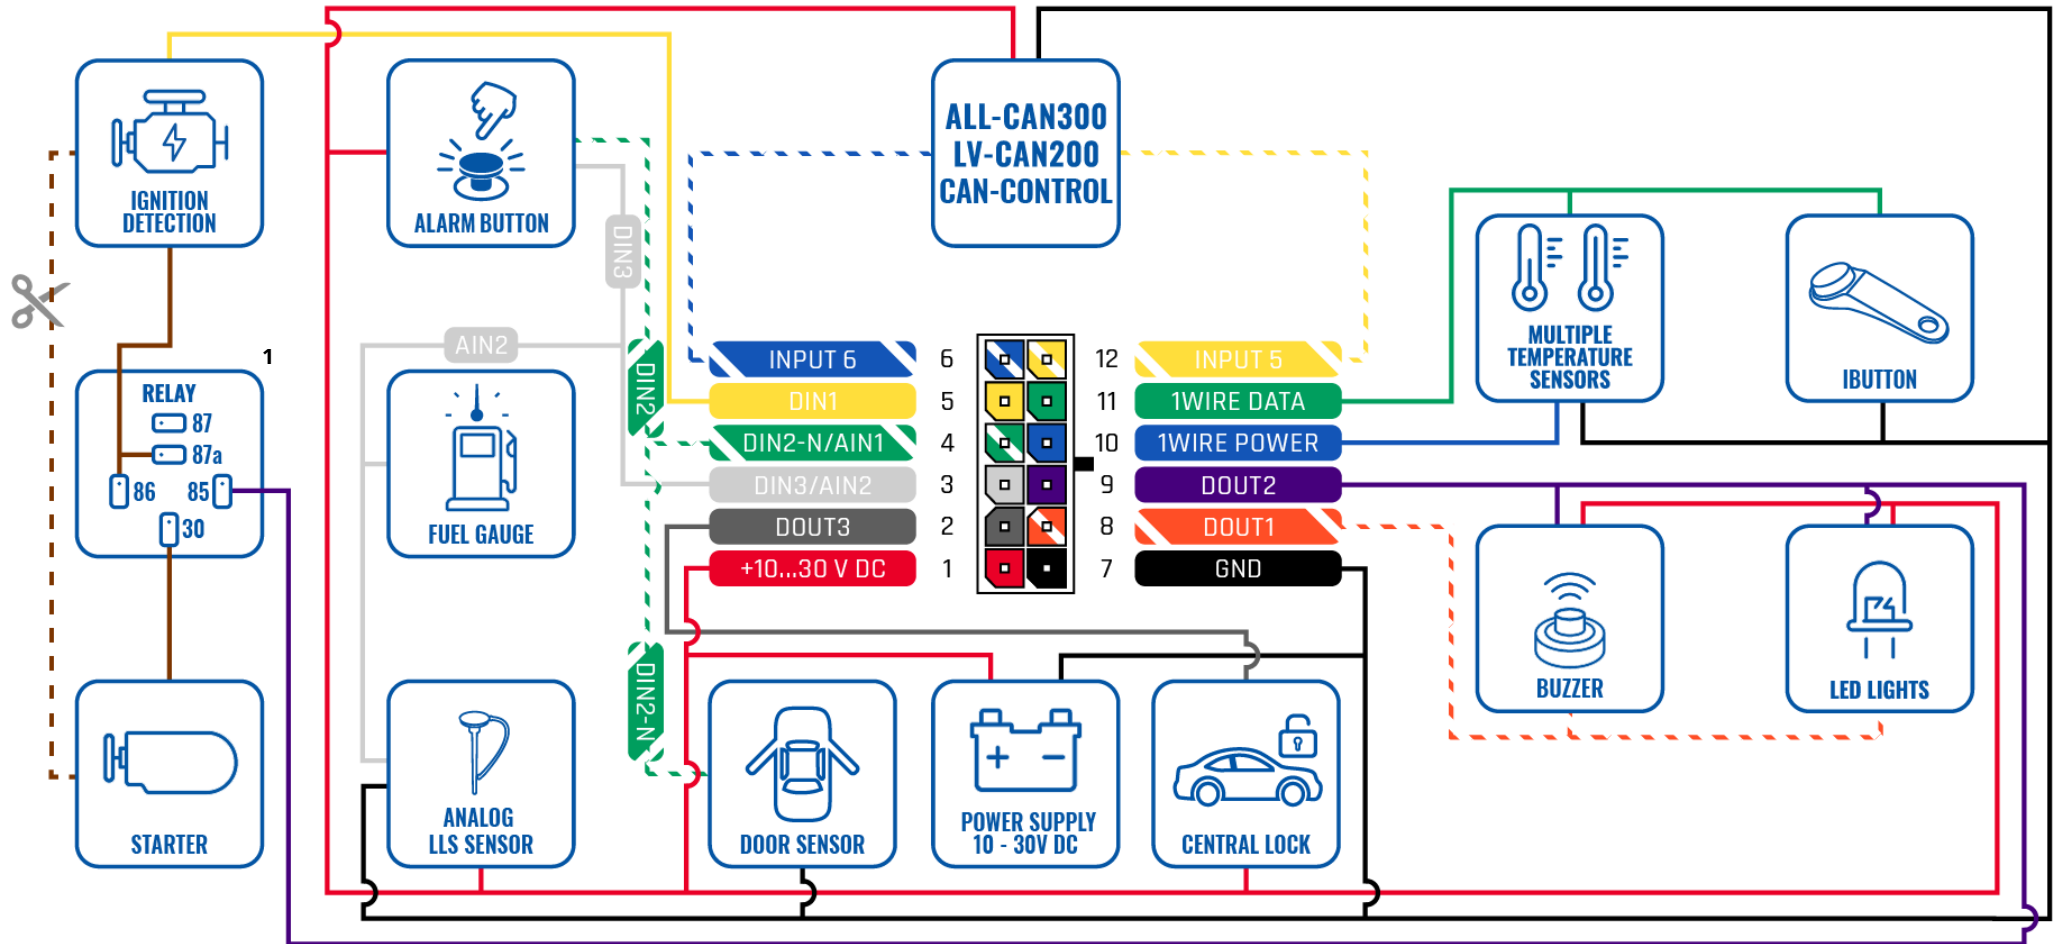 IGNITION
DETECTION
ALARM BUTTON
ALL-CAN300
LV-CAN200
CAN-CONTROL
DIN3
AIN2
DIN2
MULTIPLE
TEMPERATURE
SENSORS
IBUTTON
1
RELAY
87
87a
86
85
30
FUEL GAUGE
INPUT 6
6
12
INPUT 5
DIN1
5
11
1WIRE DATA
DIN2-N/AIN1
4
10
1WIRE POWER
DIN3/AIN2
3
9
DOUT2
DOUT3
2
8
DOUT1
+10...30 V DC
1
7
GND
BUZZER
LED LIGHTS
DIN2-N
STARTER
ANALOG
LLS SENSOR
DOOR SENSOR
POWER SUPPLY
10 - 30V DC
CENTRAL LOCK